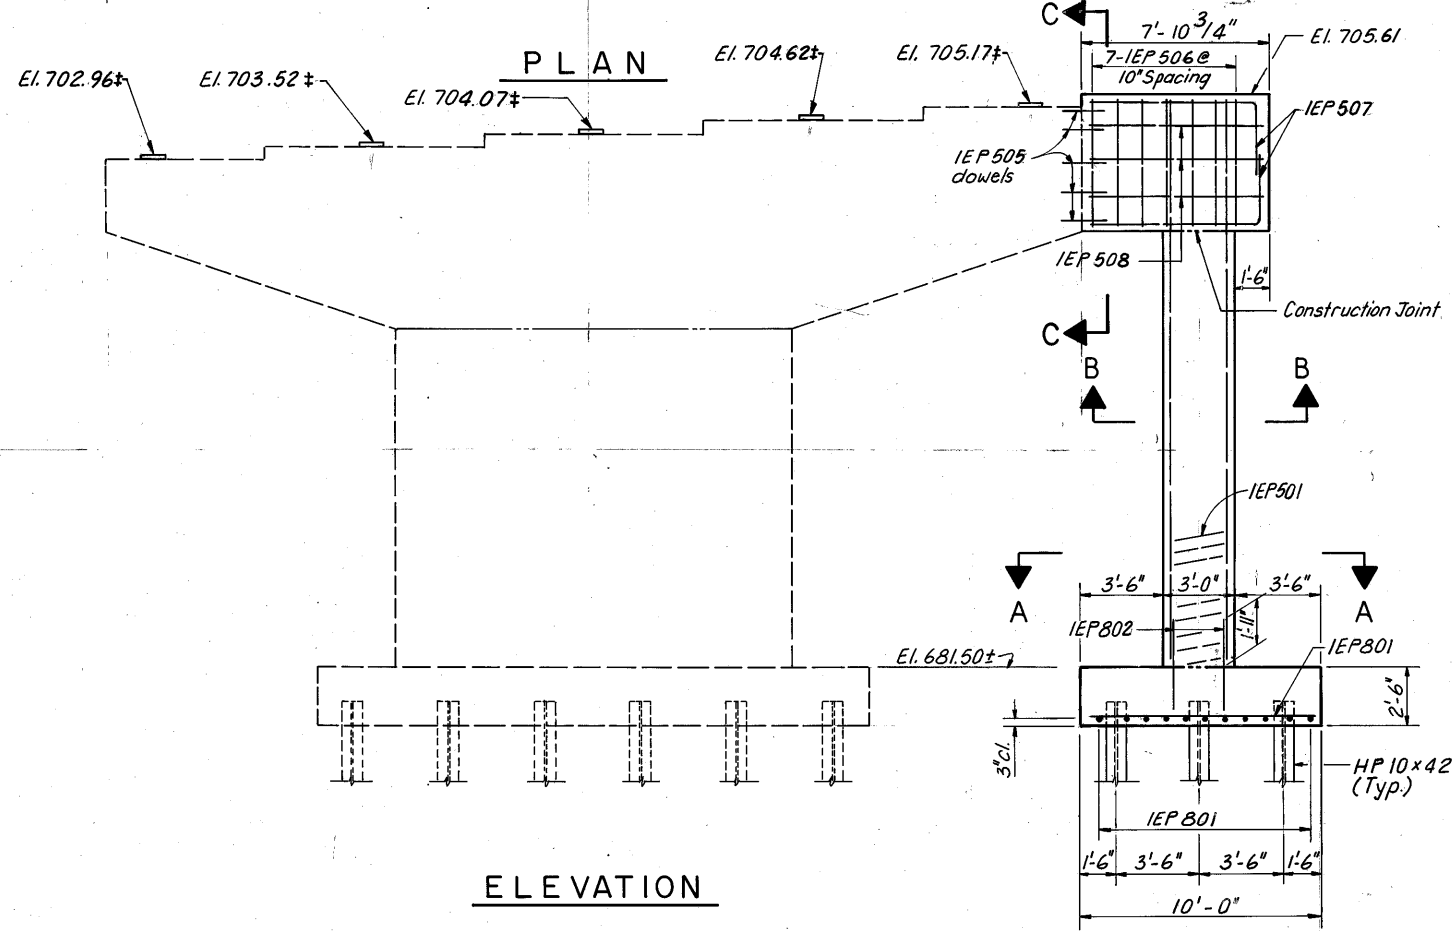 C
7'-10 3/4"
El. 705.61
PLAN
El. 704.62‡
El. 705.17‡
7-1EP506@
10" Spacing
El. 702.96‡
El. 703.52‡
El. 704.07‡
1EP507
1EP505
dowels
1EP508
1'-6"
Construction Joint
C
B
B
1EP501
3'-6"
3'-0"
3'-6"
A
A
1EP802
1'-11"
1EP801
El. 681.50±
2'-6"
3"Cl.
HP 10×42
(Typ.)
1EP801
1'-6"
3'-6"
3'-6"
1'-6"
ELEVATION
10'-0"